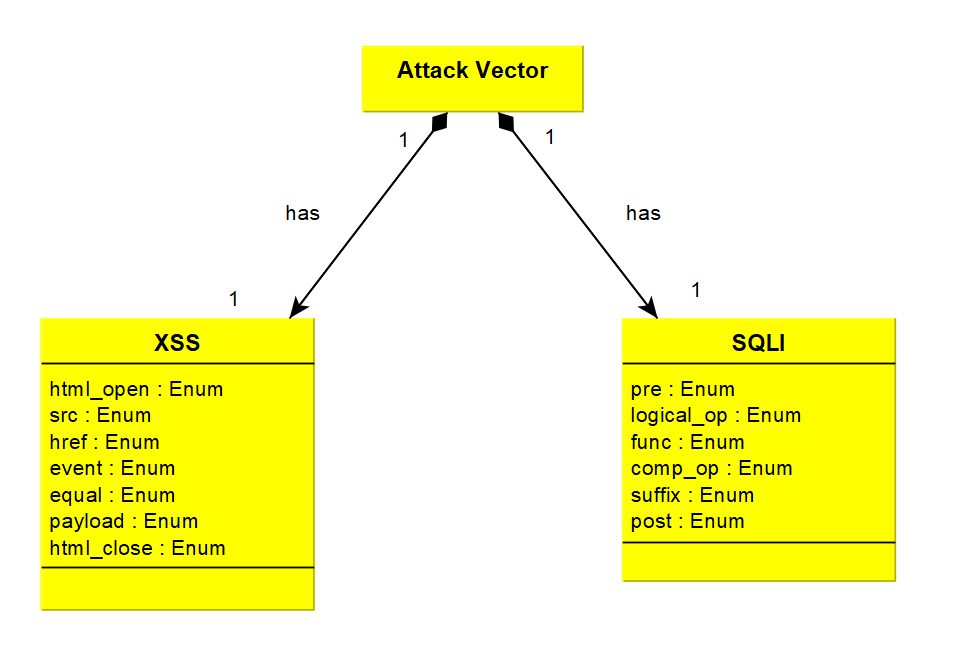 Attack Vector
1
1
has
has
1
1
XSS
html_open : Enum
src : Enum
href : Enum
event : Enum
equal : Enum
payload : Enum
html_close : Enum
SQLI
pre : Enum
logical_op : Enum
func : Enum
comp_op : Enum
suffix : Enum
post : Enum